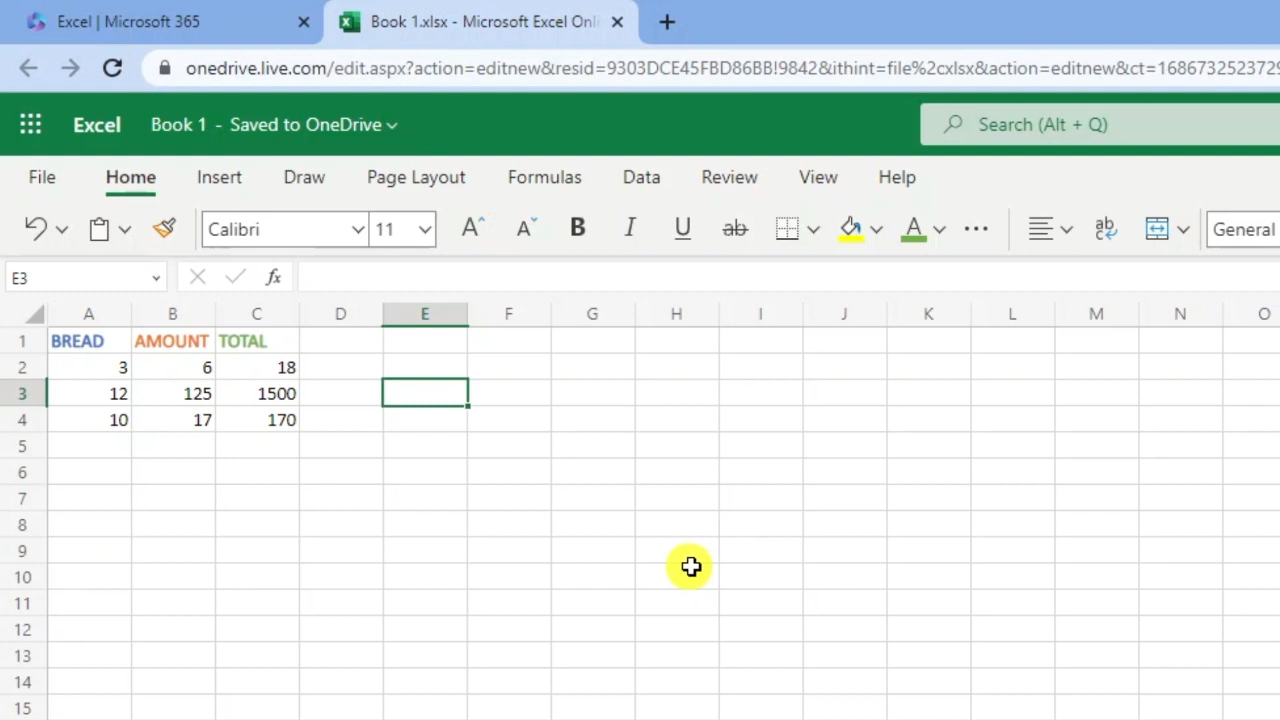 Excel | Microsoft 365
Book 1.xlsx - Microsoft Excel Onl
onedrive.live.com/edit.aspx?action=editnew&resid=9303DCE45FBD86BB!9842&ithint=file%2cxlsx&action=editnew&ct=1686732523729
Excel Book 1 - Saved to OneDrive Search (Alt + Q)
File Home Insert Draw Page Layout Formulas Data Review View Help
Calibri 11 A A B I U ab A ab c General
E3 fx
A B C D E F G H I J K L M N O
1 BREAD AMOUNT TOTAL
2 3 6 18
3 12 125 1500
4 10 17 170
5
6
7
8
9
10
11
12
13
14
15